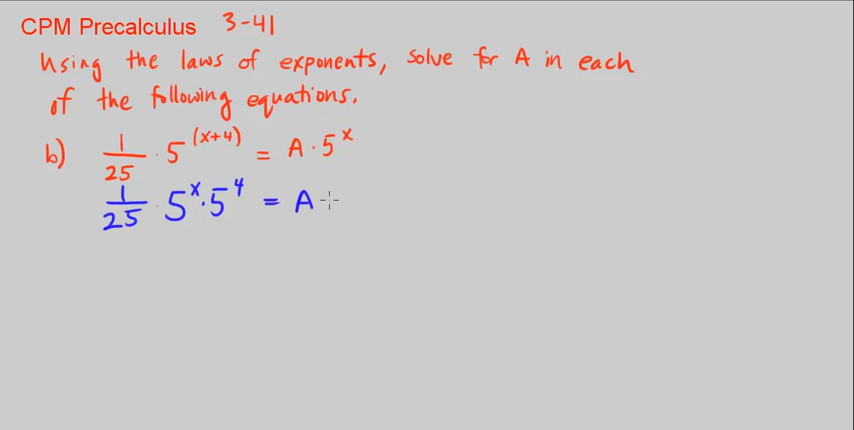 CPM Precalculus 3-41
Using the laws of exponents, solve for A in each
of the following equations.
b) 1/25 · 5^(x+4) = A · 5^x
1/25 · 5^x · 5^4 = A